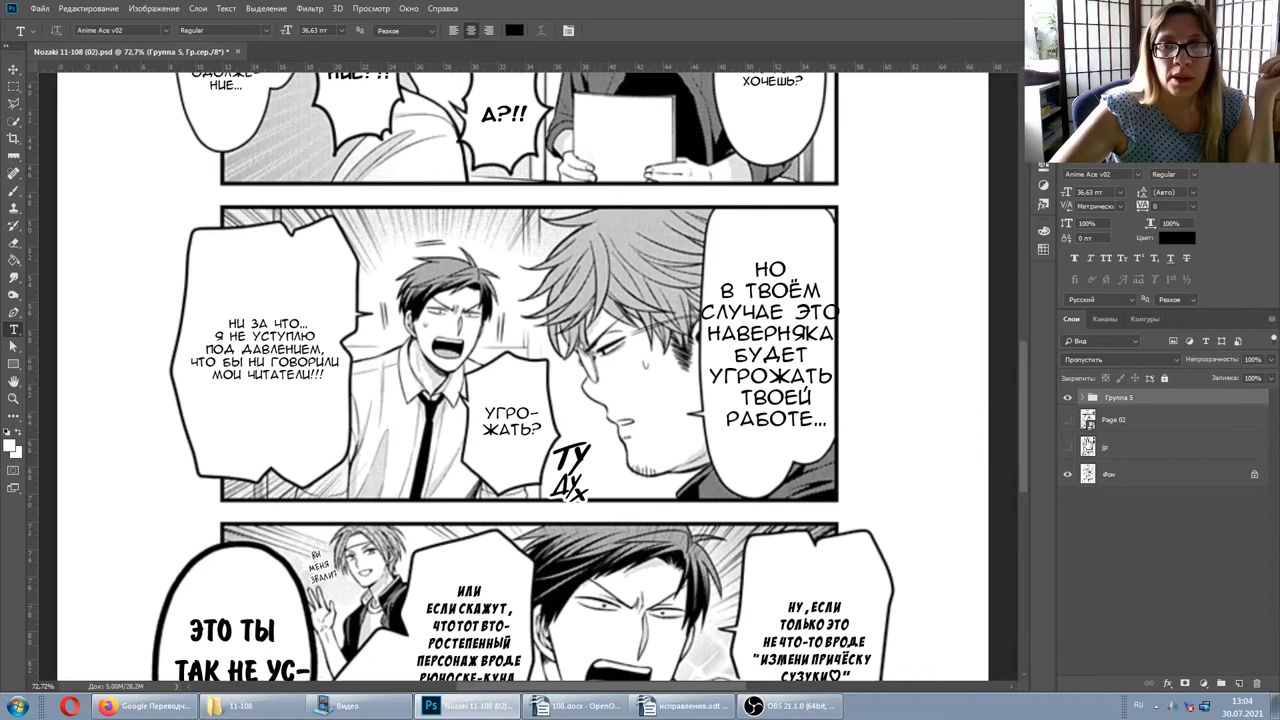 Файл Редактирование Изображение Слои Текст Выделение Фильтр 3D Просмотр Окно Справка
Anime Ace v02 Regular 36,63 пт Резкое
Nozaki 11-108 (02).psd @ 72,7% (Группа 5, Гр.сер./8*) *
НИЕ...
А?!!
ХОЧЕШЬ?
НО
В ТВОЁМ
СЛУЧАЕ ЭТО
НАВЕРНЯКА
БУДЕТ
УГРОЖАТЬ
ТВОЕЙ
РАБОТЕ...
УГРО-
ЖАТЬ?
НИ ЗА ЧТО...
Я НЕ УСТУПЛЮ
ПОД ДАВЛЕНИЕМ,
ЧТО БЫ НИ ГОВОРИЛИ
МОИ ЧИТАТЕЛИ!!!
ТУ
ДУХ
НУ, ЕСЛИ
ТОЛЬКО ЭТО
НЕ ЧТО-ТО ВРОДЕ
"ИЗМЕНИ ПРИЧЁСКУ
СУЗУКИ♡"
ИЛИ
ЕСЛИ СКАЖУТ,
ЧТО ТОТ ВТО-
РОСТЕПЕННЫЙ
ПЕРСОНАЖ ВРОДЕ
РЮНОСКЕ-КУНА
ВЫ
МЕНЯ
ЗВАЛИ?
ЭТО ТЫ
ТАК НЕ УС-
Anime Ace v02 Regular
36,63 пт (Авто)
Метрическ 0
100% 100%
0 пт Цвет:
Русский Резкое
Слои Каналы Контуры
Вид
Пропустить Непрозрачность: 100%
Закрепить: Заливка: 100%
Группа 5
Page 02
jp
Фон
72,72% Док: 5,00M/28,2M
Google Переводч... 11-108 Видео Nozaki 11-108 (02)... 108.docx - OpenO... исправления.odt ... OBS 21.1.0 (64bit, ...
RU 13:04
30.07.2021